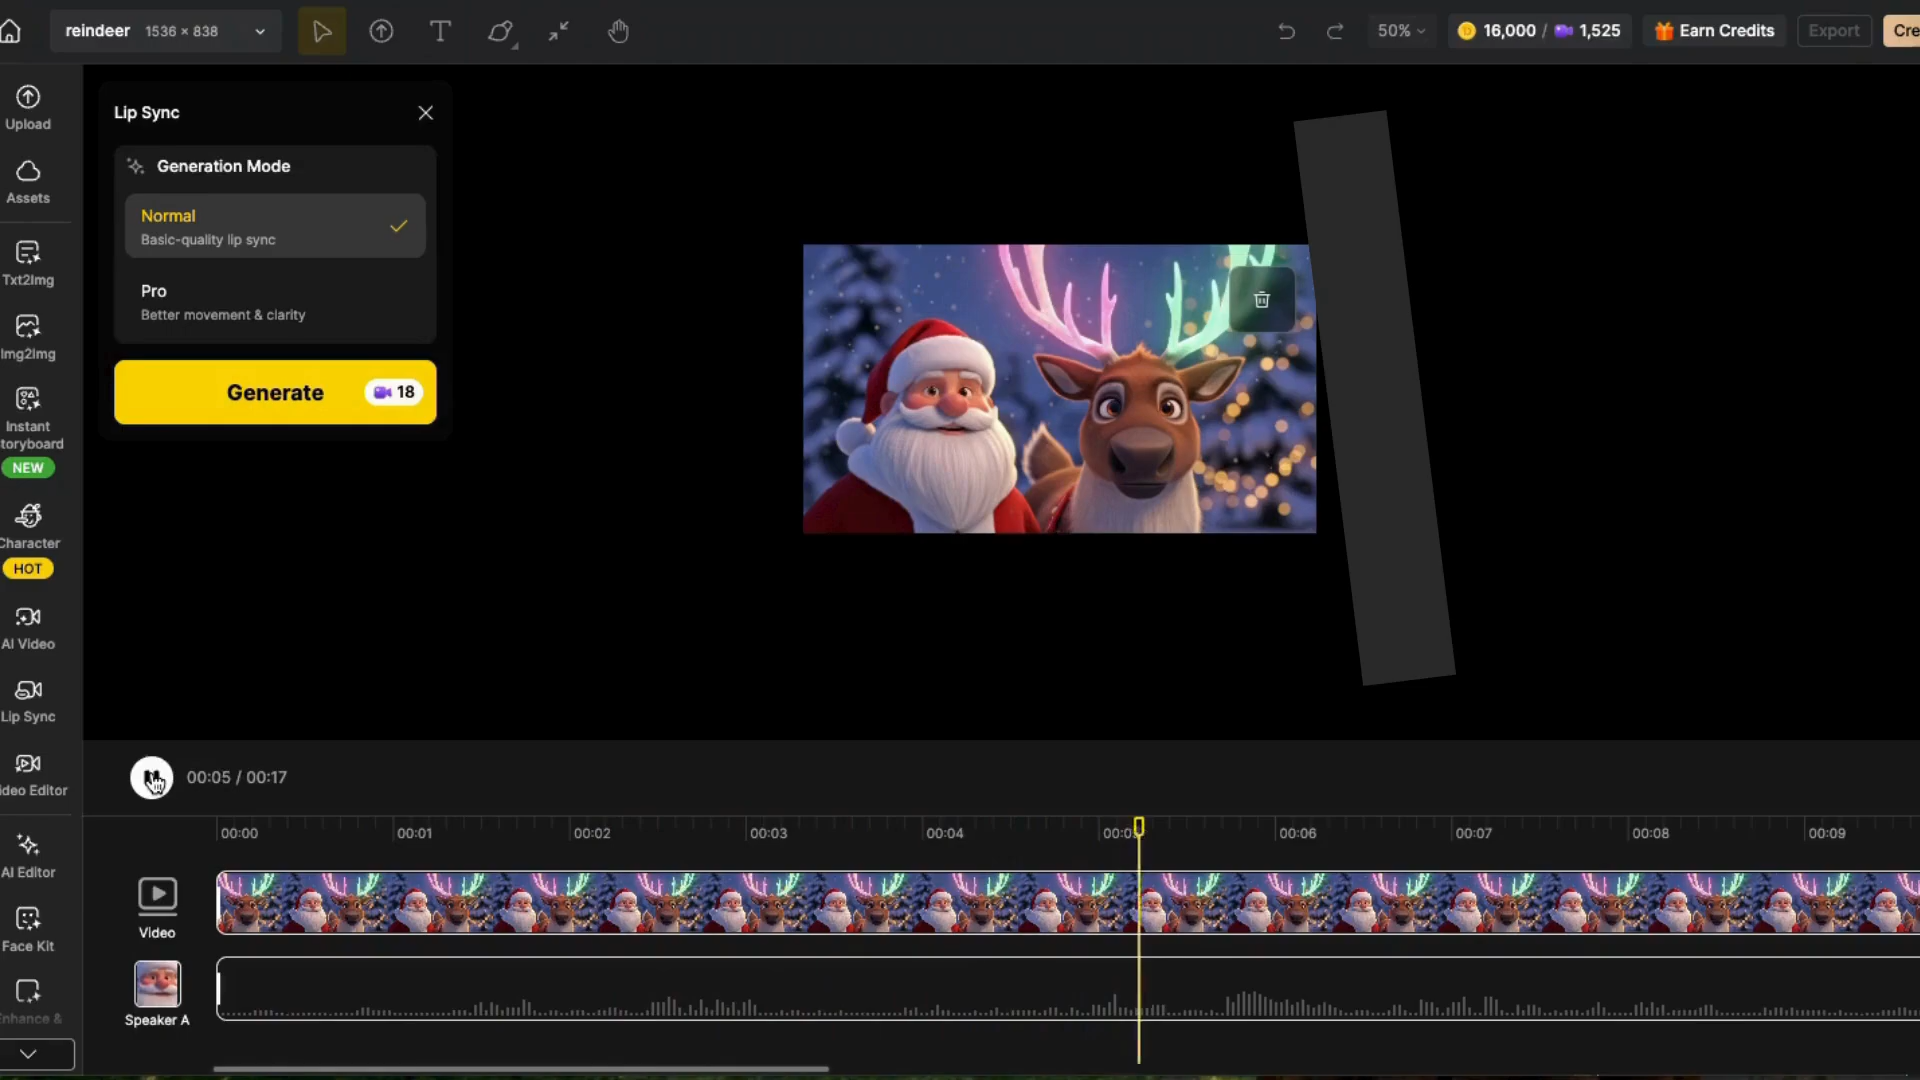 reindeer 1536 × 838
50%
16,000 / 1,525
Earn Credits
Export
Cre
Upload
Assets
Txt2Img
Img2Img
Instant
toryboard
NEW
Character
HOT
AI Video
Lip Sync
ideo Editor
AI Editor
Face Kit
Enhance &
Lip Sync
Generation Mode
Normal
Basic-quality lip sync
Pro
Better movement & clarity
Generate 18
00:05 / 00:17
00:00 00:01 00:02 00:03 00:04 00:05 00:06 00:07 00:08 00:09
Video
Speaker A